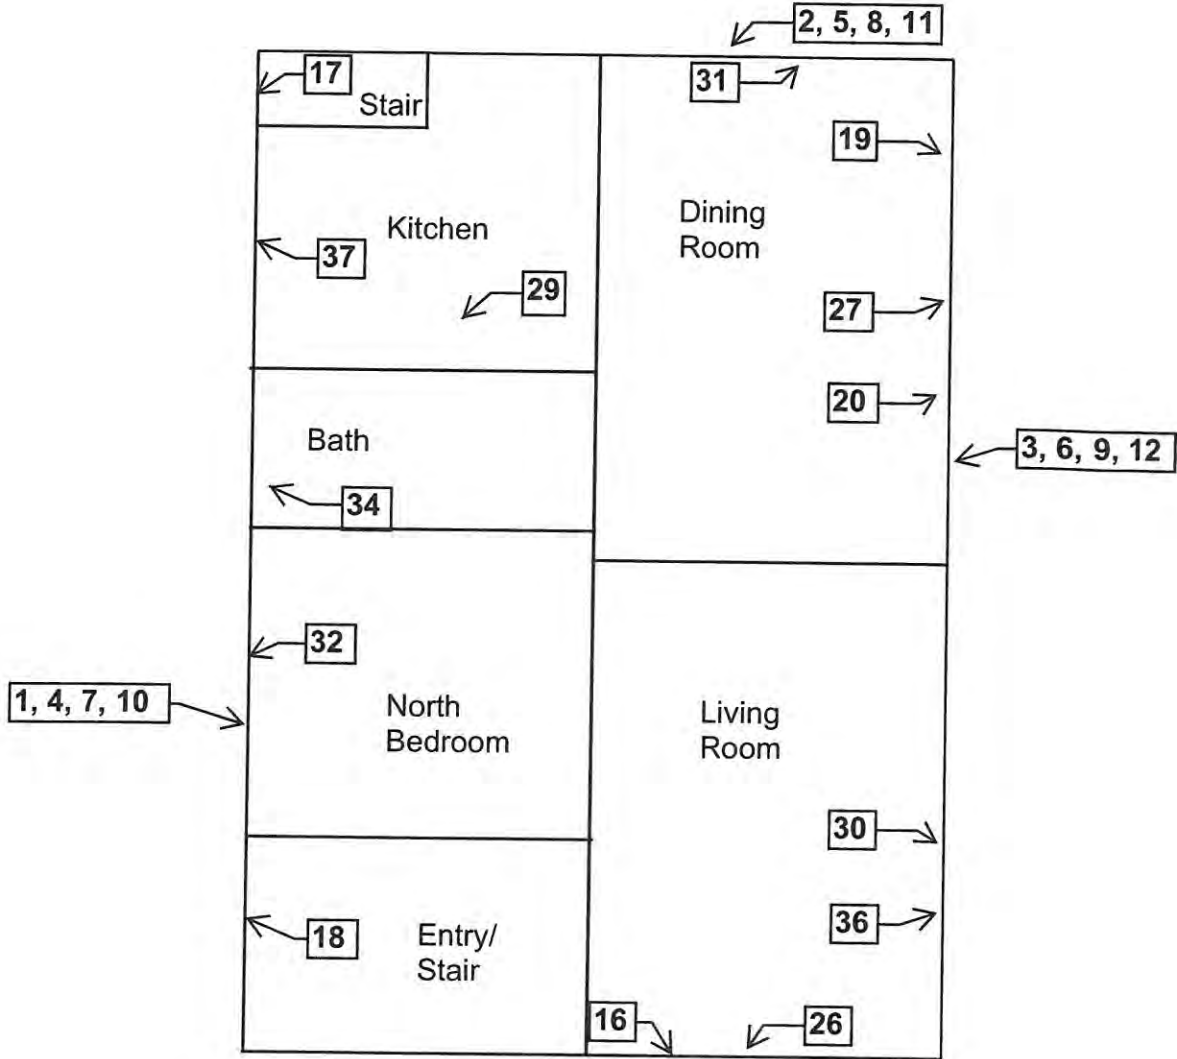 2, 5, 8, 11
17
31
Stair
19
Dining
Room
Kitchen
37
29
27
20
3, 6, 9, 12
Bath
34
32
1, 4, 7, 10
North
Bedroom
Living
Room
30
36
18
Entry/
Stair
16
26